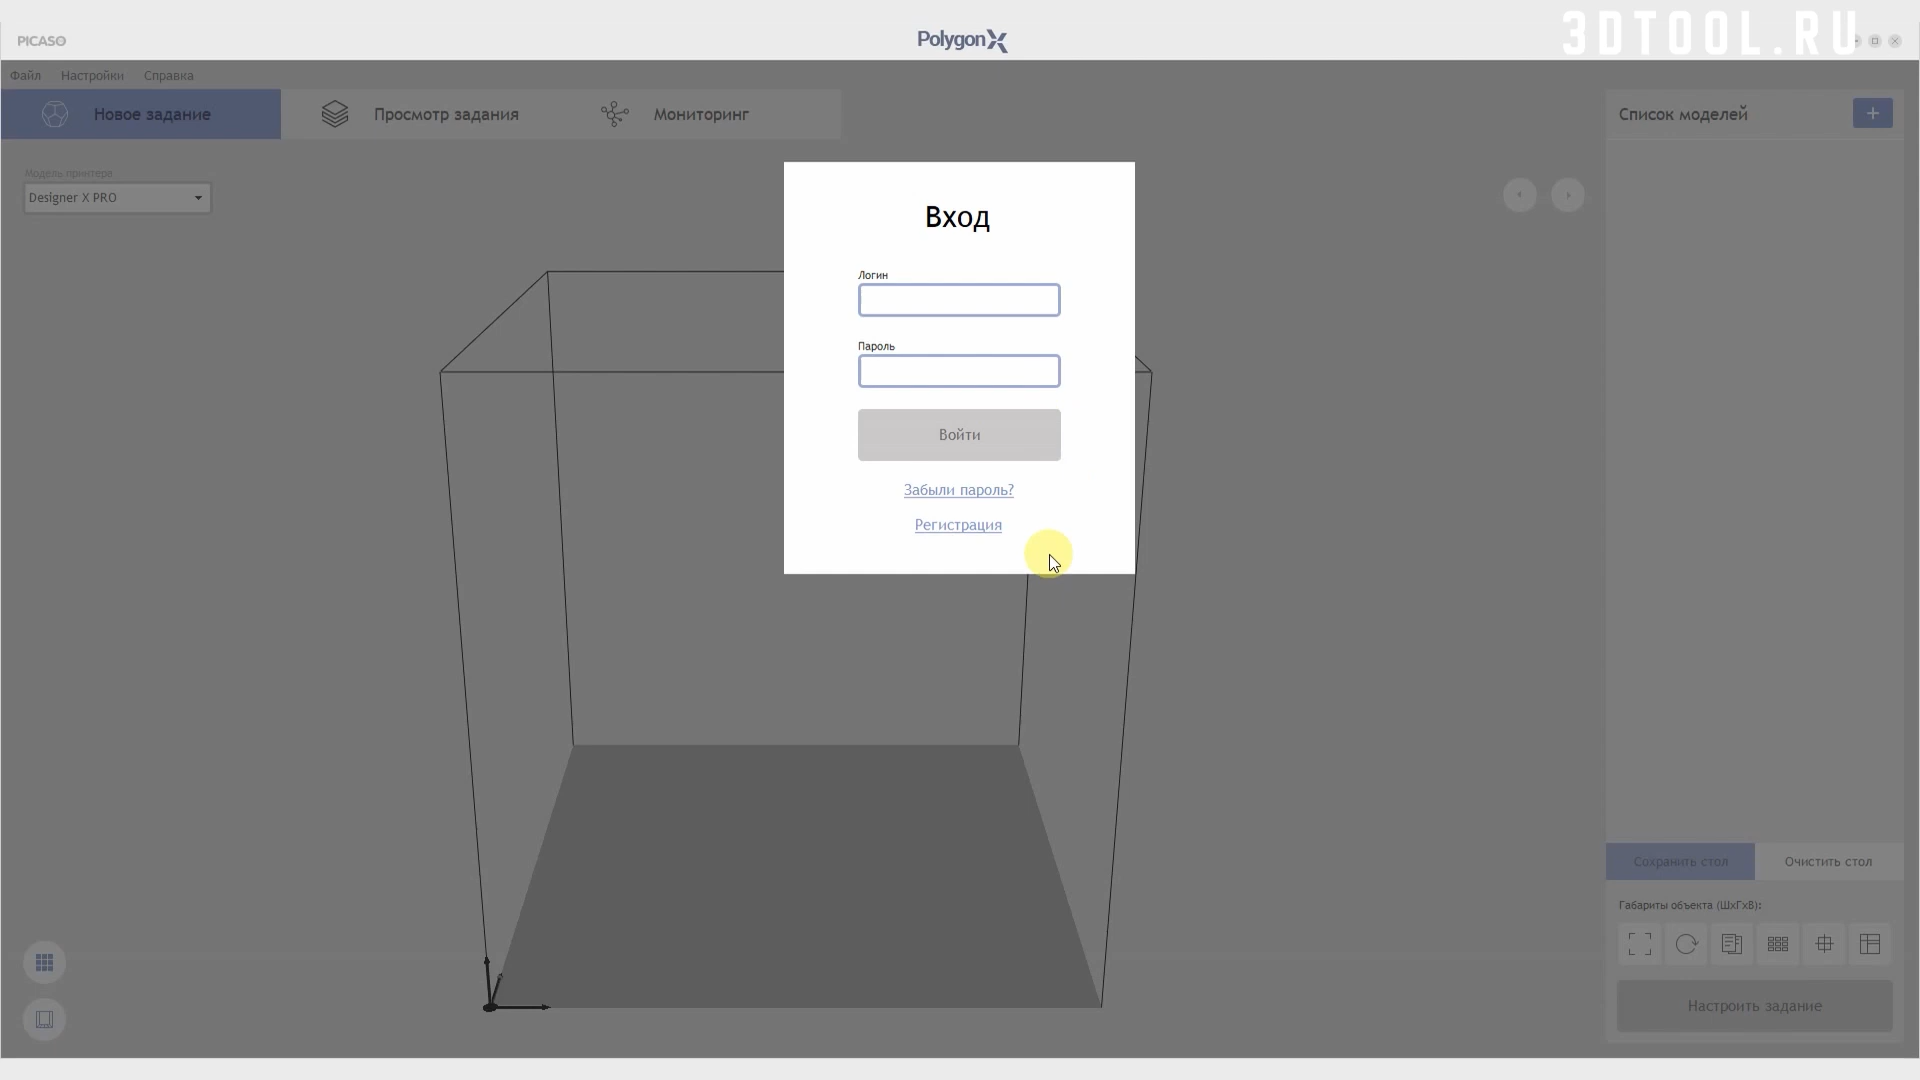 3DTOOL.RU
PICASO
PolygonX
Файл Настройки Справка
Новое задание
Просмотр задания
Мониторинг
Список моделей
+
Модель принтера
Designer X PRO
Вход
Логин
Пароль
Войти
Забыли пароль?
Регистрация
Сохранить стол
Очистить стол
Габариты объекта (ШxГxВ):
Настроить задание